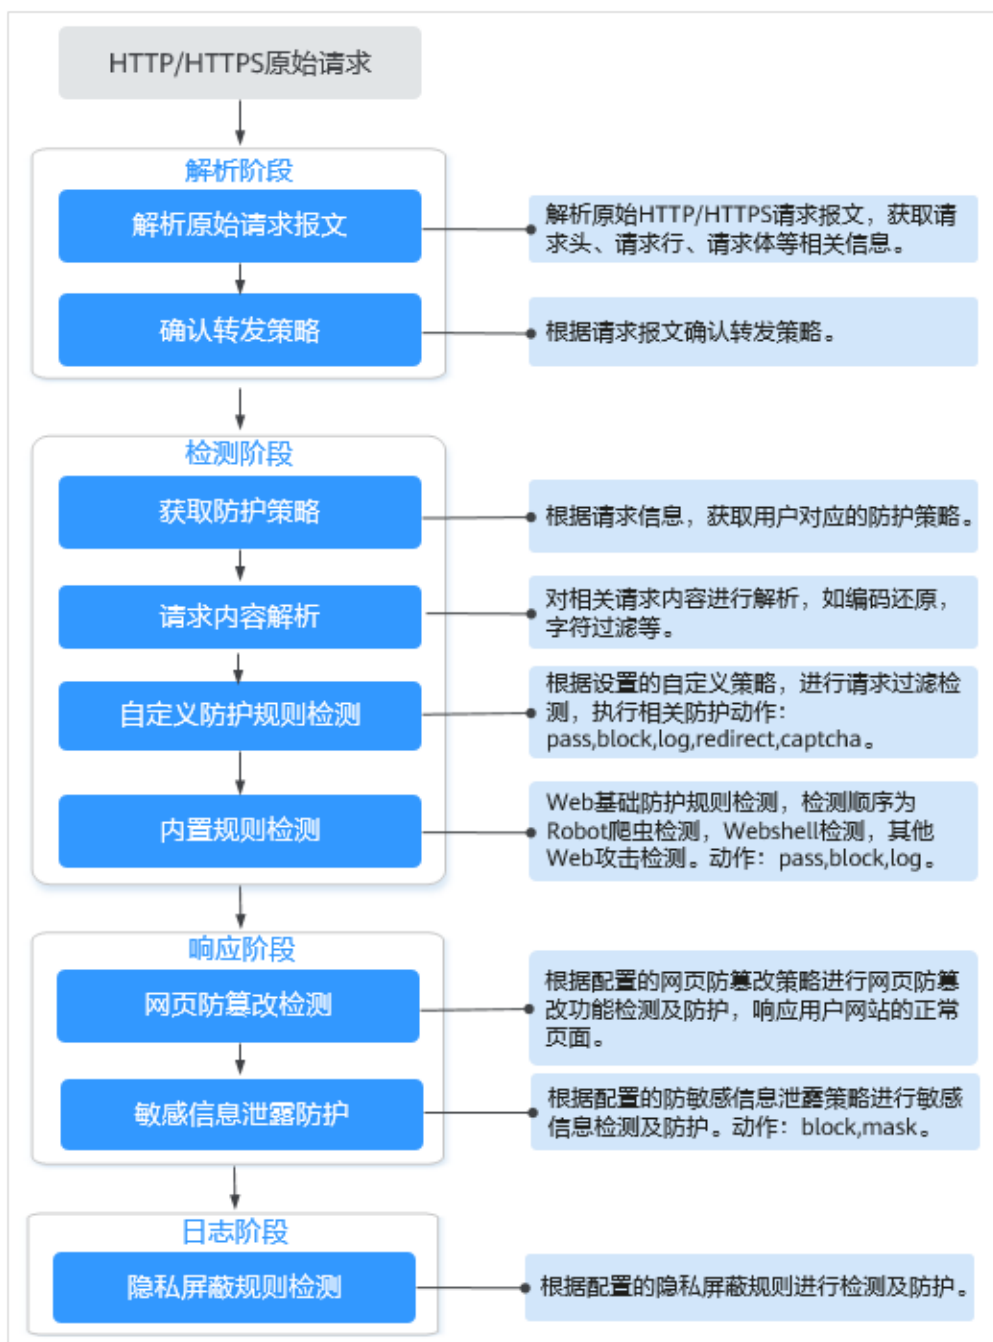 HTTP/HTTPS原始请求
解析阶段
解析原始请求报文
解析原始HTTP/HTTPS请求报文，获取请
求头、请求行、请求体等相关信息。
确认转发策略
根据请求报文确认转发策略。
检测阶段
获取防护策略
根据请求信息，获取用户对应的防护策略。
请求内容解析
对相关请求内容进行解析，如编码还原，
字符过滤等。
自定义防护规则检测
根据设置的自定义策略，进行请求过滤检
测，执行相关防护动作：
pass,block,log,redirect,captcha。
内置规则检测
Web基础防护规则检测，检测顺序为
Robot爬虫检测，Webshell检测，其他
Web攻击检测。动作：pass,block,log。
响应阶段
网页防篡改检测
根据配置的网页防篡改策略进行网页防篡
改功能检测及防护，响应用户网站的正常
页面。
敏感信息泄露防护
根据配置的防敏感信息泄露策略进行敏感
信息检测及防护。动作：block,mask。
日志阶段
隐私屏蔽规则检测
根据配置的隐私屏蔽规则进行检测及防护。